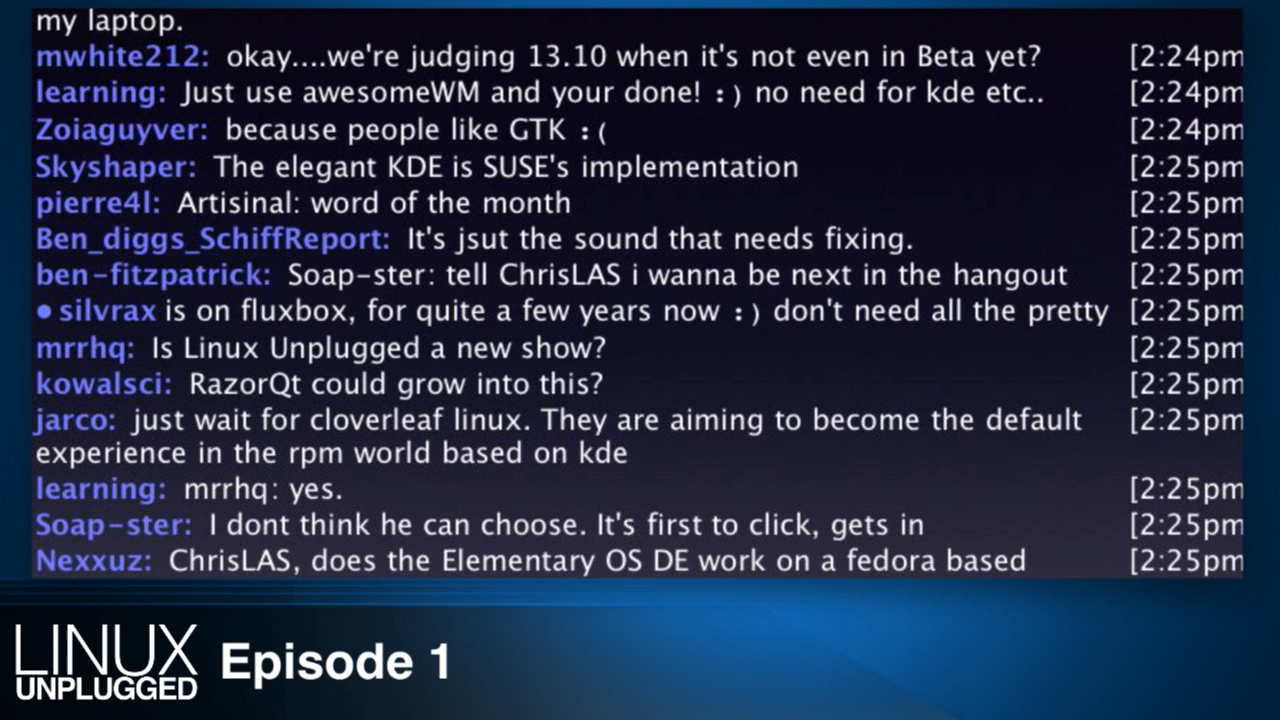 my laptop.
mwhite212: okay....we're judging 13.10 when it's not even in Beta yet? [2:24pm
learning: Just use awesomeWM and your done! :) no need for kde etc.. [2:24pm
Zoiaguyver: because people like GTK :( [2:24pm
Skyshaper: The elegant KDE is SUSE's implementation [2:25pm
pierre4l: Artisinal: word of the month [2:25pm
Ben_diggs_SchiffReport: It's jsut the sound that needs fixing. [2:25pm
ben-fitzpatrick: Soap-ster: tell ChrisLAS i wanna be next in the hangout [2:25pm
• silvrax is on fluxbox, for quite a few years now :) don't need all the pretty [2:25pm
mrrhq: Is Linux Unplugged a new show? [2:25pm
kowalsci: RazorQt could grow into this? [2:25pm
jarco: just wait for cloverleaf linux. They are aiming to become the default [2:25pm
experience in the rpm world based on kde
learning: mrrhq: yes. [2:25pm
Soap-ster: I dont think he can choose. It's first to click, gets in [2:25pm
Nexxuz: ChrisLAS, does the Elementary OS DE work on a fedora based [2:25pm
LINUX
UNPLUGGED
Episode 1